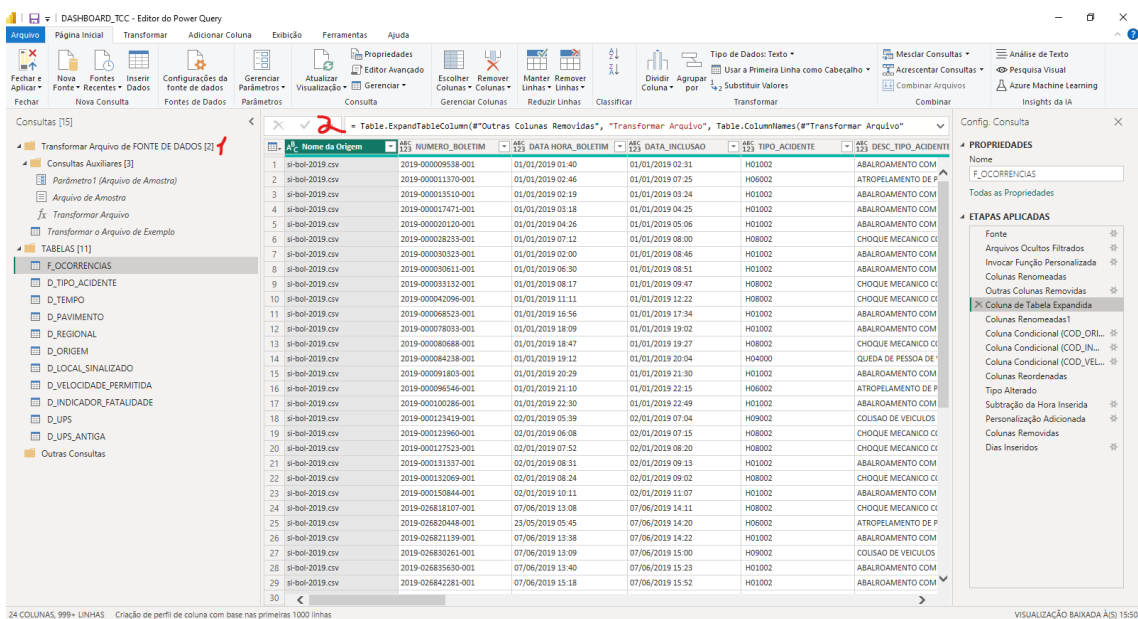 DASHBOARD_TCC - Editor do Power Query
Arquivo Página Inicial Transformar Adicionar Coluna Exibição Ferramentas Ajuda
Fechar e Aplicar
Nova Fonte
Fontes Recentes
Inserir Dados
Configurações da fonte de dados
Gerenciar Parâmetros
Atualizar Visualização
Propriedades
Editor Avançado
Gerenciar
Escolher Colunas
Remover Colunas
Manter Linhas
Remover Linhas
Dividir Coluna
Agrupar por
Tipo de Dados: Texto
Usar a Primeira Linha como Cabeçalho
Substituir Valores
Mesclar Consultas
Acrescentar Consultas
Combinar Arquivos
Análise de Texto
Pesquisa Visual
Azure Machine Learning
Fechar Nova Consulta Fontes de Dados Parâmetros Consulta Gerenciar Colunas Reduzir Linhas Classificar Transformar Combinar Insights da IA
Consultas [15]
Transformar Arquivo de FONTE DE DADOS [2] 1
Consultas Auxiliares [3]
Parâmetro1 (Arquivo de Amostra)
Arquivo de Amostra
fx Transformar Arquivo
Transformar o Arquivo de Exemplo
TABELAS [11]
F_OCORRENCIAS
D_TIPO_ACIDENTE
D_TEMPO
D_PAVIMENTO
D_REGIONAL
D_ORIGEM
D_LOCAL_SINALIZADO
D_VELOCIDADE_PERMITIDA
D_INDICADOR_FATALIDADE
D_UPS
D_UPS_ANTIGA
Outras Consultas
2 = Table.ExpandTableColumn(#"Outras Colunas Removidas", "Transformar Arquivo", Table.ColumnNames(#"Transformar Arquivo"
ABC Nome da Origem ABC 123 NUMERO_BOLETIM ABC 123 DATA HORA_BOLETIM ABC 123 DATA_INCLUSAO ABC 123 TIPO_ACIDENTE ABC 123 DESC_TIPO_ACIDENTE
1 si-bol-2019.csv 2019-000009538-001 01/01/2019 01:40 01/01/2019 02:31 H01002 ABALROAMENTO COM
2 si-bol-2019.csv 2019-000011370-001 01/01/2019 02:46 01/01/2019 07:25 H06002 ATROPELAMENTO DE P
3 si-bol-2019.csv 2019-000013510-001 01/01/2019 02:19 01/01/2019 03:24 H01002 ABALROAMENTO COM
4 si-bol-2019.csv 2019-000017471-001 01/01/2019 03:18 01/01/2019 04:25 H01002 ABALROAMENTO COM
5 si-bol-2019.csv 2019-000020120-001 01/01/2019 04:26 01/01/2019 05:06 H01002 ABALROAMENTO COM
6 si-bol-2019.csv 2019-000028233-001 01/01/2019 07:12 01/01/2019 08:00 H08002 CHOQUE MECANICO CO
7 si-bol-2019.csv 2019-000030323-001 01/01/2019 02:00 01/01/2019 08:46 H01002 ABALROAMENTO COM
8 si-bol-2019.csv 2019-000030611-001 01/01/2019 06:30 01/01/2019 08:51 H01002 ABALROAMENTO COM
9 si-bol-2019.csv 2019-000033132-001 01/01/2019 08:17 01/01/2019 09:47 H08002 CHOQUE MECANICO CO
10 si-bol-2019.csv 2019-000042096-001 01/01/2019 11:11 01/01/2019 12:22 H08002 CHOQUE MECANICO CO
11 si-bol-2019.csv 2019-000068523-001 01/01/2019 16:56 01/01/2019 17:34 H01002 ABALROAMENTO COM
12 si-bol-2019.csv 2019-000078033-001 01/01/2019 18:09 01/01/2019 19:02 H01002 ABALROAMENTO COM
13 si-bol-2019.csv 2019-000080688-001 01/01/2019 18:47 01/01/2019 19:27 H08002 CHOQUE MECANICO CO
14 si-bol-2019.csv 2019-000084238-001 01/01/2019 19:12 01/01/2019 20:04 H04000 QUEDA DE PESSOA DE
15 si-bol-2019.csv 2019-000091803-001 01/01/2019 20:29 01/01/2019 21:30 H01002 ABALROAMENTO COM
16 si-bol-2019.csv 2019-000096546-001 01/01/2019 21:10 01/01/2019 22:15 H06002 ATROPELAMENTO DE P
17 si-bol-2019.csv 2019-000100286-001 01/01/2019 22:30 01/01/2019 22:49 H01002 ABALROAMENTO COM
18 si-bol-2019.csv 2019-000123419-001 02/01/2019 05:39 02/01/2019 07:04 H09002 COLISAO DE VEICULOS
19 si-bol-2019.csv 2019-000123960-001 02/01/2019 06:08 02/01/2019 07:15 H08002 CHOQUE MECANICO CO
20 si-bol-2019.csv 2019-000127523-001 02/01/2019 07:52 02/01/2019 08:20 H08002 CHOQUE MECANICO CO
21 si-bol-2019.csv 2019-000131337-001 02/01/2019 08:31 02/01/2019 09:13 H01002 ABALROAMENTO COM
22 si-bol-2019.csv 2019-000132069-001 02/01/2019 08:24 02/01/2019 09:02 H08002 CHOQUE MECANICO CO
23 si-bol-2019.csv 2019-000150844-001 02/01/2019 10:11 02/01/2019 11:07 H01002 ABALROAMENTO COM
24 si-bol-2019.csv 2019-026818107-001 07/06/2019 13:08 07/06/2019 14:11 H08002 CHOQUE MECANICO CO
25 si-bol-2019.csv 2019-026820448-001 23/05/2019 05:45 07/06/2019 14:20 H06002 ATROPELAMENTO DE P
26 si-bol-2019.csv 2019-026821139-001 07/06/2019 13:38 07/06/2019 14:22 H01002 ABALROAMENTO COM
27 si-bol-2019.csv 2019-026830261-001 07/06/2019 13:09 07/06/2019 15:00 H09002 COLISAO DE VEICULOS
28 si-bol-2019.csv 2019-026835630-001 07/06/2019 13:40 07/06/2019 15:23 H01002 ABALROAMENTO COM
29 si-bol-2019.csv 2019-026842281-001 07/06/2019 15:18 07/06/2019 15:52 H01002 ABALROAMENTO COM
30
Config. Consulta
PROPRIEDADES
Nome
F_OCORRENCIAS
Todas as Propriedades
ETAPAS APLICADAS
Fonte
Arquivos Ocultos Filtrados
Invocar Função Personalizada
Colunas Renomeadas
Outras Colunas Removidas
Coluna de Tabela Expandida
Colunas Renomeadas1
Coluna Condicional (COD_ORI...
Coluna Condicional (COD_IN...
Coluna Condicional (COD_VEL...
Colunas Reordenadas
Tipo Alterado
Subtração da Hora Inserida
Personalização Adicionada
Colunas Removidas
Dias Inseridos
24 COLUNAS, 999+ LINHAS Criação de perfil de coluna com base nas primeiras 1000 linhas VISUALIZAÇÃO BAIXADA À(S) 15:50